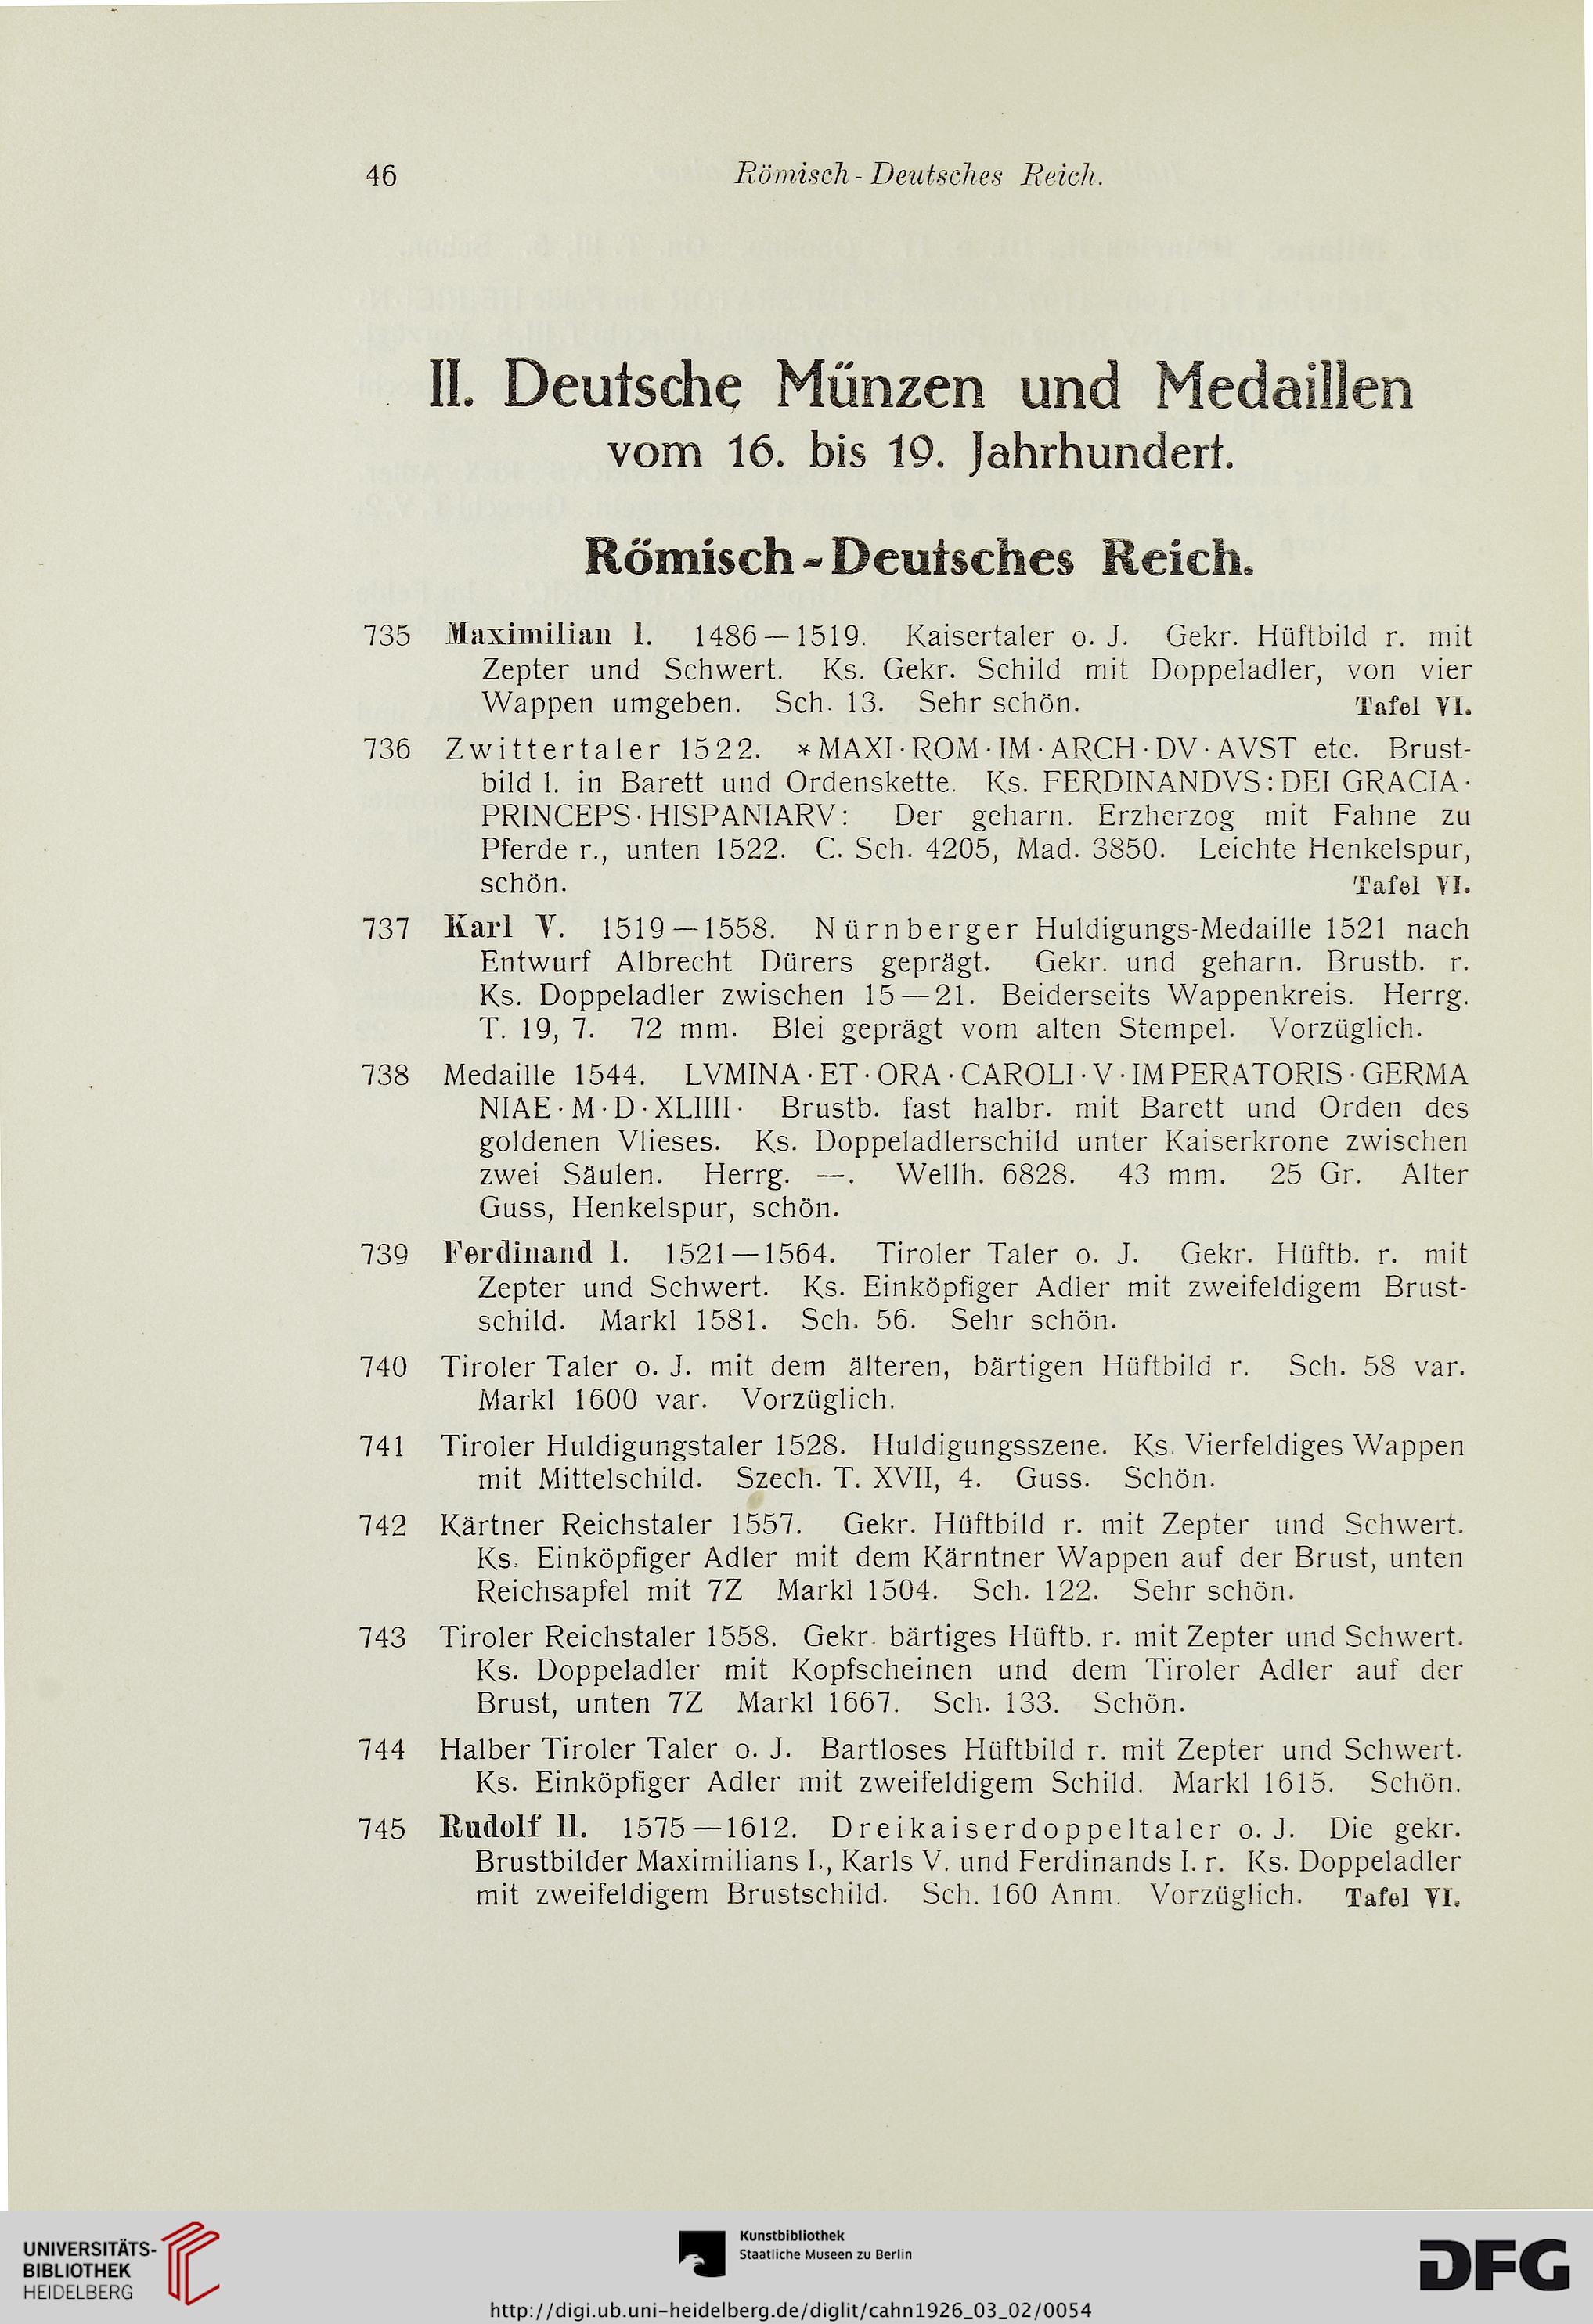 46
Römisch-Deutsches Reich.
II. Deutsche Münzen und Medaillen
vom 16. bis 19. Jahrhundert.
Römisch-Deutsches Reich.
735 Maximilian I. 1486—1519. Kaisertaler o. J. Gekr. Hüftbild r. mit
Zepter und Schwert. Ks. Gekr. Schild mit Doppeladler, von vier
Wappen umgeben. Sch. 13. Sehr schön. Tafel VI.
736 Zwittertaler 1522. *MAXI·ROM·IM·ARCH·DV·AVST etc. Brust-
bild l. in Barett und Ordenskette. Ks. FERDINANDVS:DEI GRACIA·
PRINCEPS·HISPANIARV: Der geharn. Erzherzog mit Fahne zu
Pferde r., unten 1522. C. Sch. 4205, Mad. 3850. Leichte Henkelspur,
schön. Tafel VI.
737 Karl V. 1519—1558. Nürnberger Huldigungs-Medaille 1521 nach
Entwurf Albrecht Dürers geprägt. Gekr. und geharn. Brustb. r.
Ks. Doppeladler zwischen 15—21. Beiderseits Wappenkreis. Herrg.
T. 19, 7. 72 mm. Blei geprägt vom alten Stempel. Vorzüglich.
738 Medaille 1544. LVMINA·ET·ORA·CAROLI·V·IMPERATORIS·GERMA
NIAE·M·D·XLIIII· Brustb. fast halbr. mit Barett und Orden des
goldenen Vlieses. Ks. Doppeladlerschild unter Kaiserkrone zwischen
zwei Säulen. Herrg. —. Wellh. 6828. 43 mm. 25 Gr. Alter
Guss, Henkelspur, schön.
739 Ferdinand I. 1521—1564. Tiroler Taler o. J. Gekr. Hüftb. r. mit
Zepter und Schwert. Ks. Einköpfiger Adler mit zweifeldigem Brust-
schild. Markl 1581. Sch. 56. Sehr schön.
740 Tiroler Taler o. J. mit dem älteren, bärtigen Hüftbild r. Sch. 58 var.
Markl 1600 var. Vorzüglich.
741 Tiroler Huldigungstaler 1528. Huldigungsszene. Ks. Vierfeldiges Wappen
mit Mittelschild. Szech. T. XVII, 4. Guss. Schön.
742 Kärtner Reichstaler 1557. Gekr. Hüftbild r. mit Zepter und Schwert.
Ks. Einköpfiger Adler mit dem Kärntner Wappen auf der Brust, unten
Reichsapfel mit 7Z Markl 1504. Sch. 122. Sehr schön.
743 Tiroler Reichstaler 1558. Gekr. bärtiges Hüftb. r. mit Zepter und Schwert.
Ks. Doppeladler mit Kopfscheinen und dem Tiroler Adler auf der
Brust, unten 7Z Markl 1667. Sch. 133. Schön.
744 Halber Tiroler Taler o. J. Bartloses Hüftbild r. mit Zepter und Schwert.
Ks. Einköpfiger Adler mit zweifeldigem Schild. Markl 1615. Schön.
745 Rudolf II. 1575—1612. Dreikaiserdoppeltaler o. J. Die gekr.
Brustbilder Maximilians I., Karls V. und Ferdinands I. r. Ks. Doppeladler
mit zweifeldigem Brustschild. Sch. 160 Anm. Vorzüglich. Tafel VI.
UNIVERSITÄTS-
BIBLIOTHEK
HEIDELBERG
Kunstbibliothek
Staatliche Museen zu Berlin
DFG
http://digi.ub.uni-heidelberg.de/diglit/cahn1926_03_02/0054